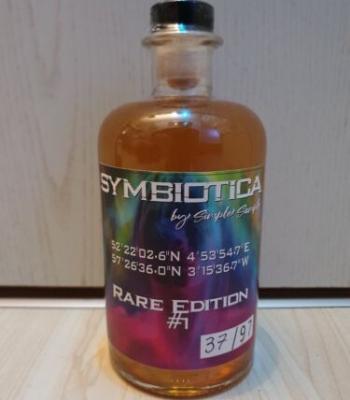 SYMBIOTICA
by: Simple Sample
52°22'02.6"N 4°53'54.7"E
57°26'36.0"N 3°15'36.7"W
RARE EDITION
#1
37/97